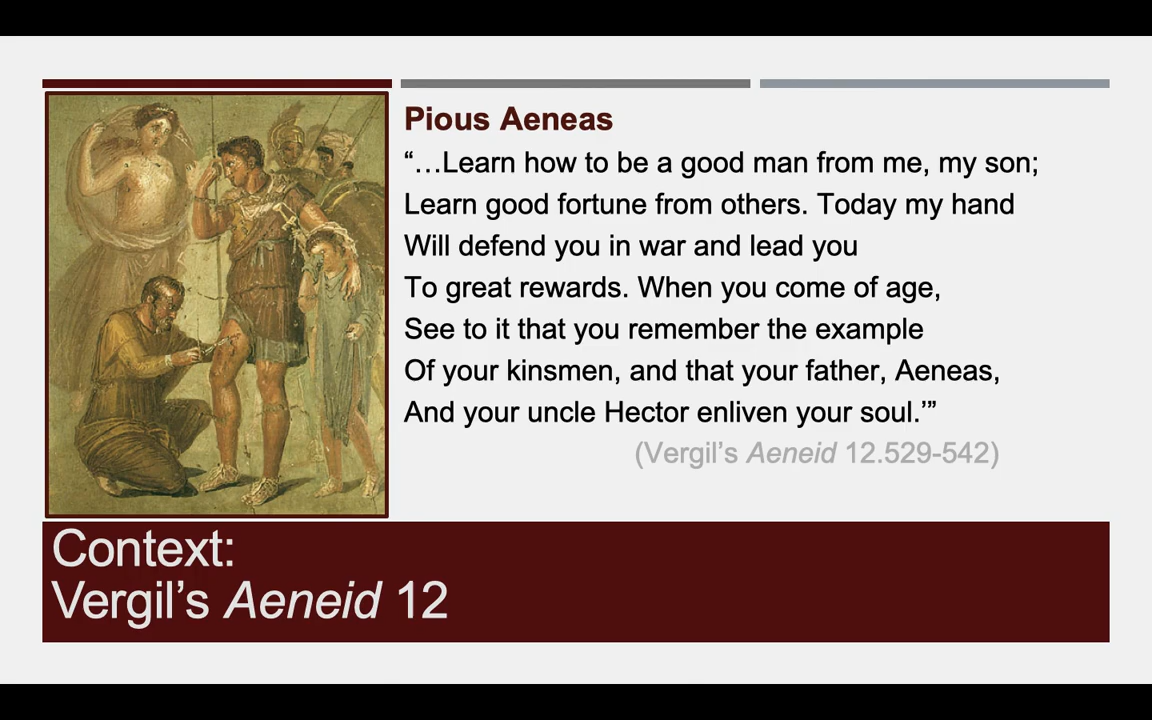 Pious Aeneas
“…Learn how to be a good man from me, my son;
Learn good fortune from others. Today my hand
Will defend you in war and lead you
To great rewards. When you come of age,
See to it that you remember the example
Of your kinsmen, and that your father, Aeneas,
And your uncle Hector enliven your soul.’”
(Vergil’s Aeneid 12.529-542)
Context:
Vergil’s Aeneid 12